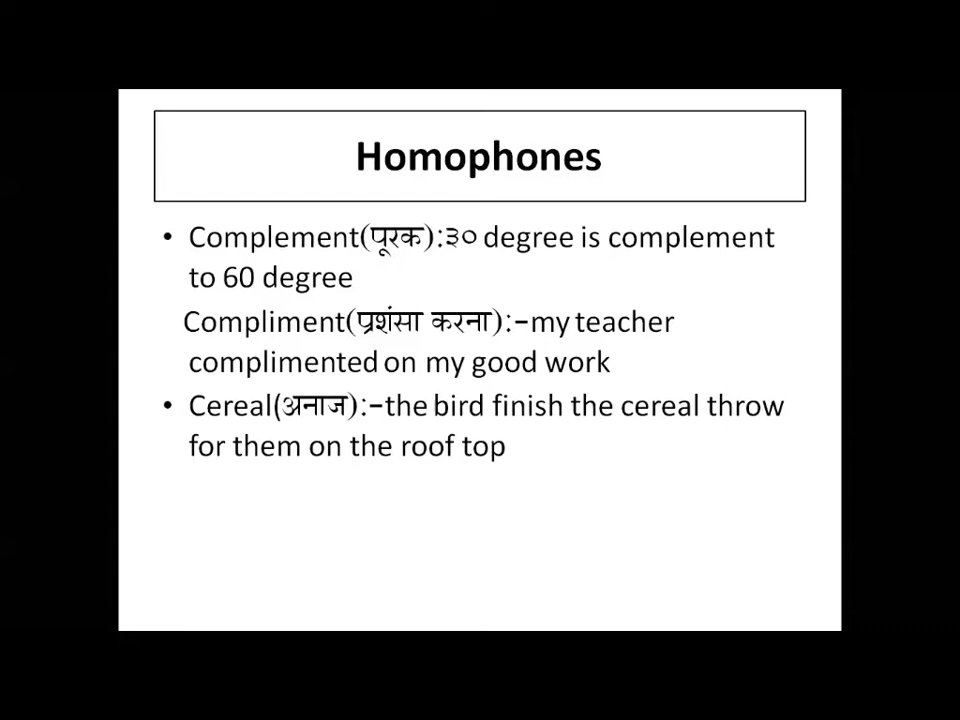 Homophones
• Complement(पूरक):३० degree is complement
to 60 degree
Compliment(प्रशंसा करना):-my teacher
complimented on my good work
• Cereal(अनाज):-the bird finish the cereal throw
for them on the roof top